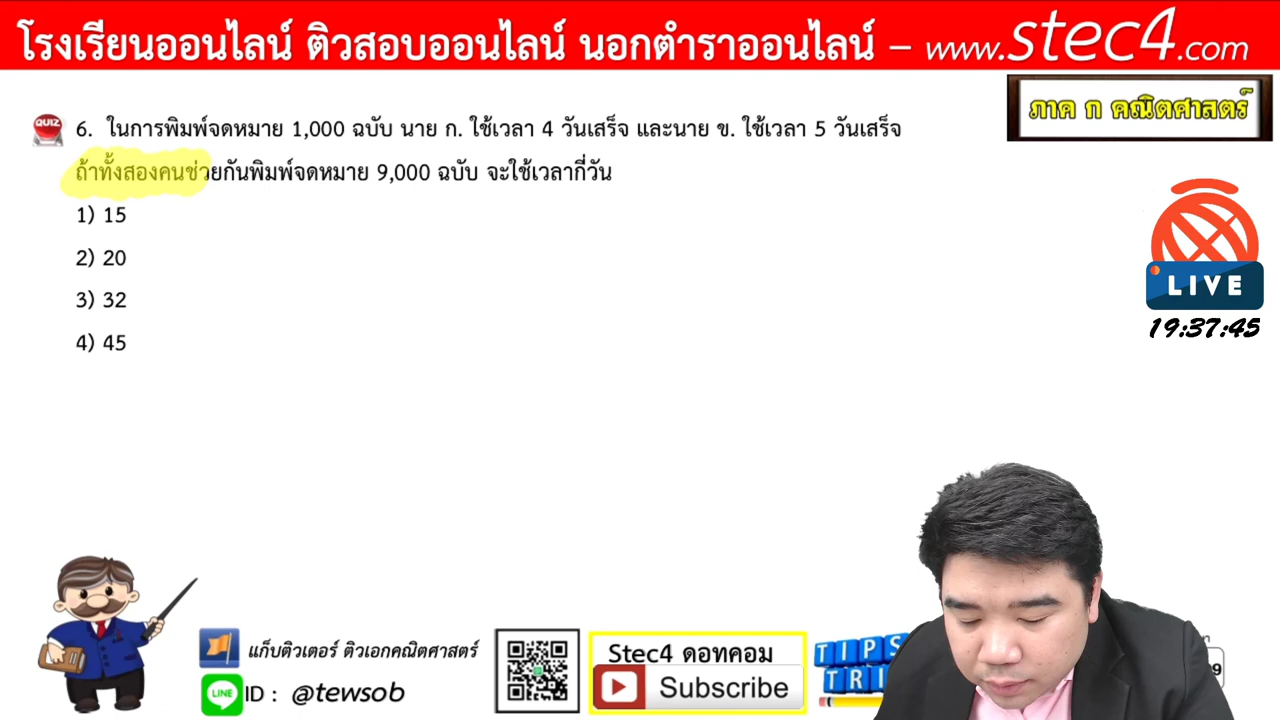 โรงเรียนออนไลน์ ติวสอบออนไลน์ นอกตำราออนไลน์ – www.stec4.com
ภาค ก คณิตศาสตร์
QUIZ
6. ในการพิมพ์จดหมาย 1,000 ฉบับ นาย ก. ใช้เวลา 4 วันเสร็จ และนาย ข. ใช้เวลา 5 วันเสร็จ
ถ้าทั้งสองคนช่วยกันพิมพ์จดหมาย 9,000 ฉบับ จะใช้เวลากี่วัน
1) 15
2) 20
3) 32
4) 45
LIVE
19:37:45
แก็บติวเตอร์ ติวเอกคณิตศาสตร์
LINE ID : @tewsob
Stec4 ดอทคอม
Subscribe
TIPS
TRI